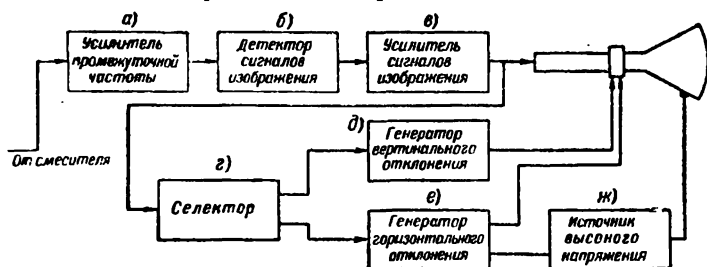 а)
Усилитель
промежуточной
частоты
б)
Детектор
сигналов
изображения
в)
Усилитель
сигналов
изображения
От смесителя
г)
Селектор
д)
Генератор
вертикального
отклонения
е)
Генератор
горизонтального
отклонения
ж)
Источник
высокого
напряжения